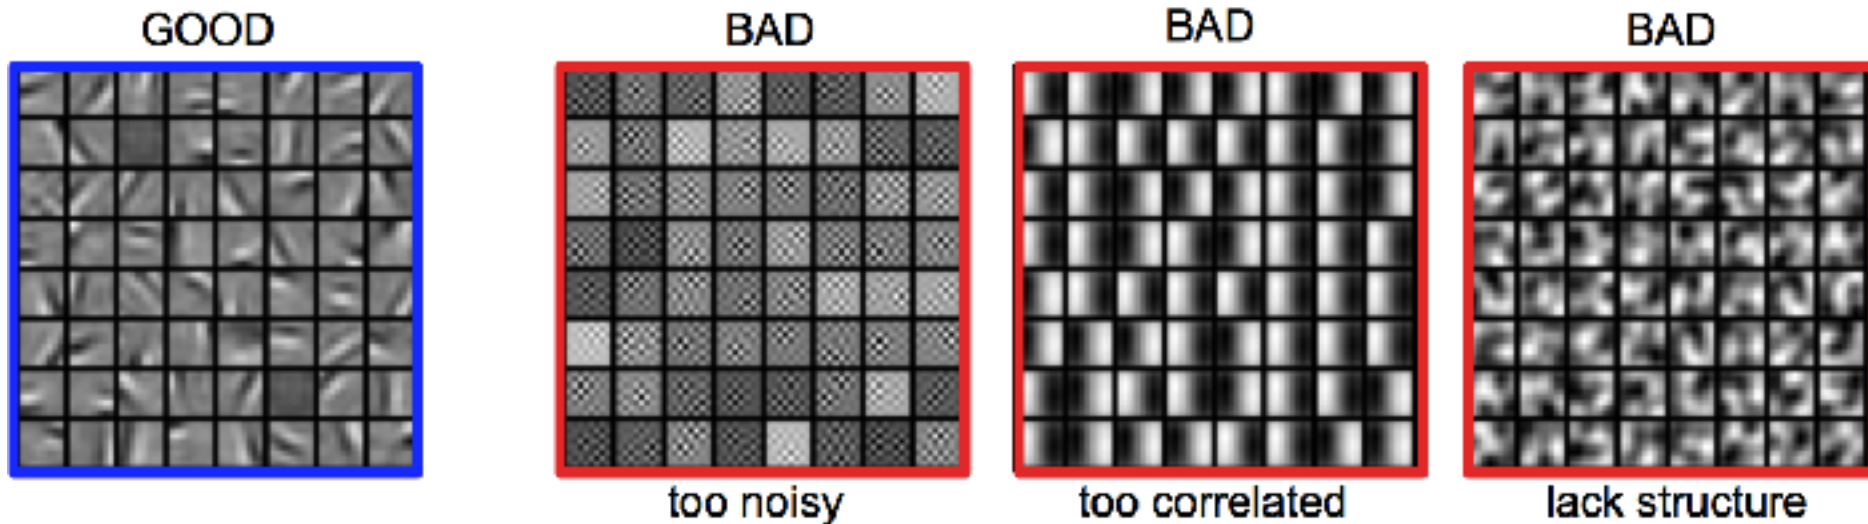 GOOD
BAD
BAD
BAD
too noisy
too correlated
lack structure